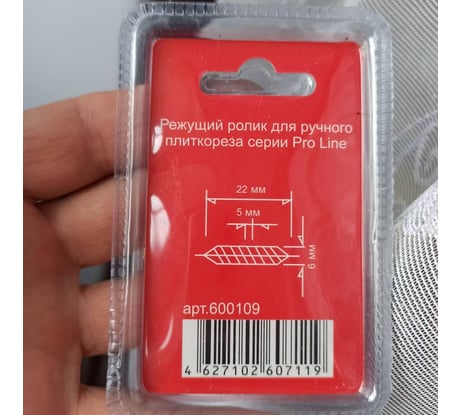 Режущий ролик для ручного
плиткореза серии Pro Line
22 мм
5 мм
6 мм
арт.600109
4 627102 607119